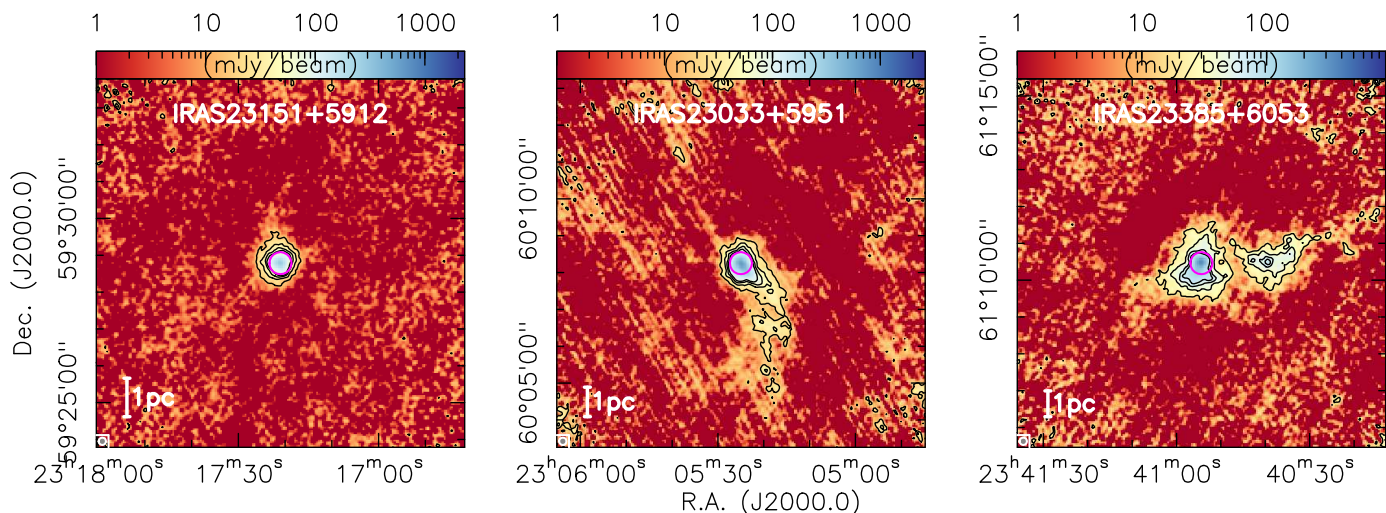 1 10 100 1000
(mJy/beam)
IRAS23151+5912
Dec. (J2000.0)
59°30'00''
59°25'00''
1pc
23ʰ18ᵐ00ˢ 17ᵐ30ˢ 17ᵐ00ˢ
1 10 100 1000
(mJy/beam)
IRAS23033+5951
60°10'00''
60°05'00''
1pc
23ʰ06ᵐ00ˢ 05ᵐ30ˢ 05ᵐ00ˢ
R.A. (J2000.0)
1 10 100
(mJy/beam)
IRAS23385+6053
61°15'00''
61°10'00''
1pc
23ʰ41ᵐ30ˢ 41ᵐ00ˢ 40ᵐ30ˢ